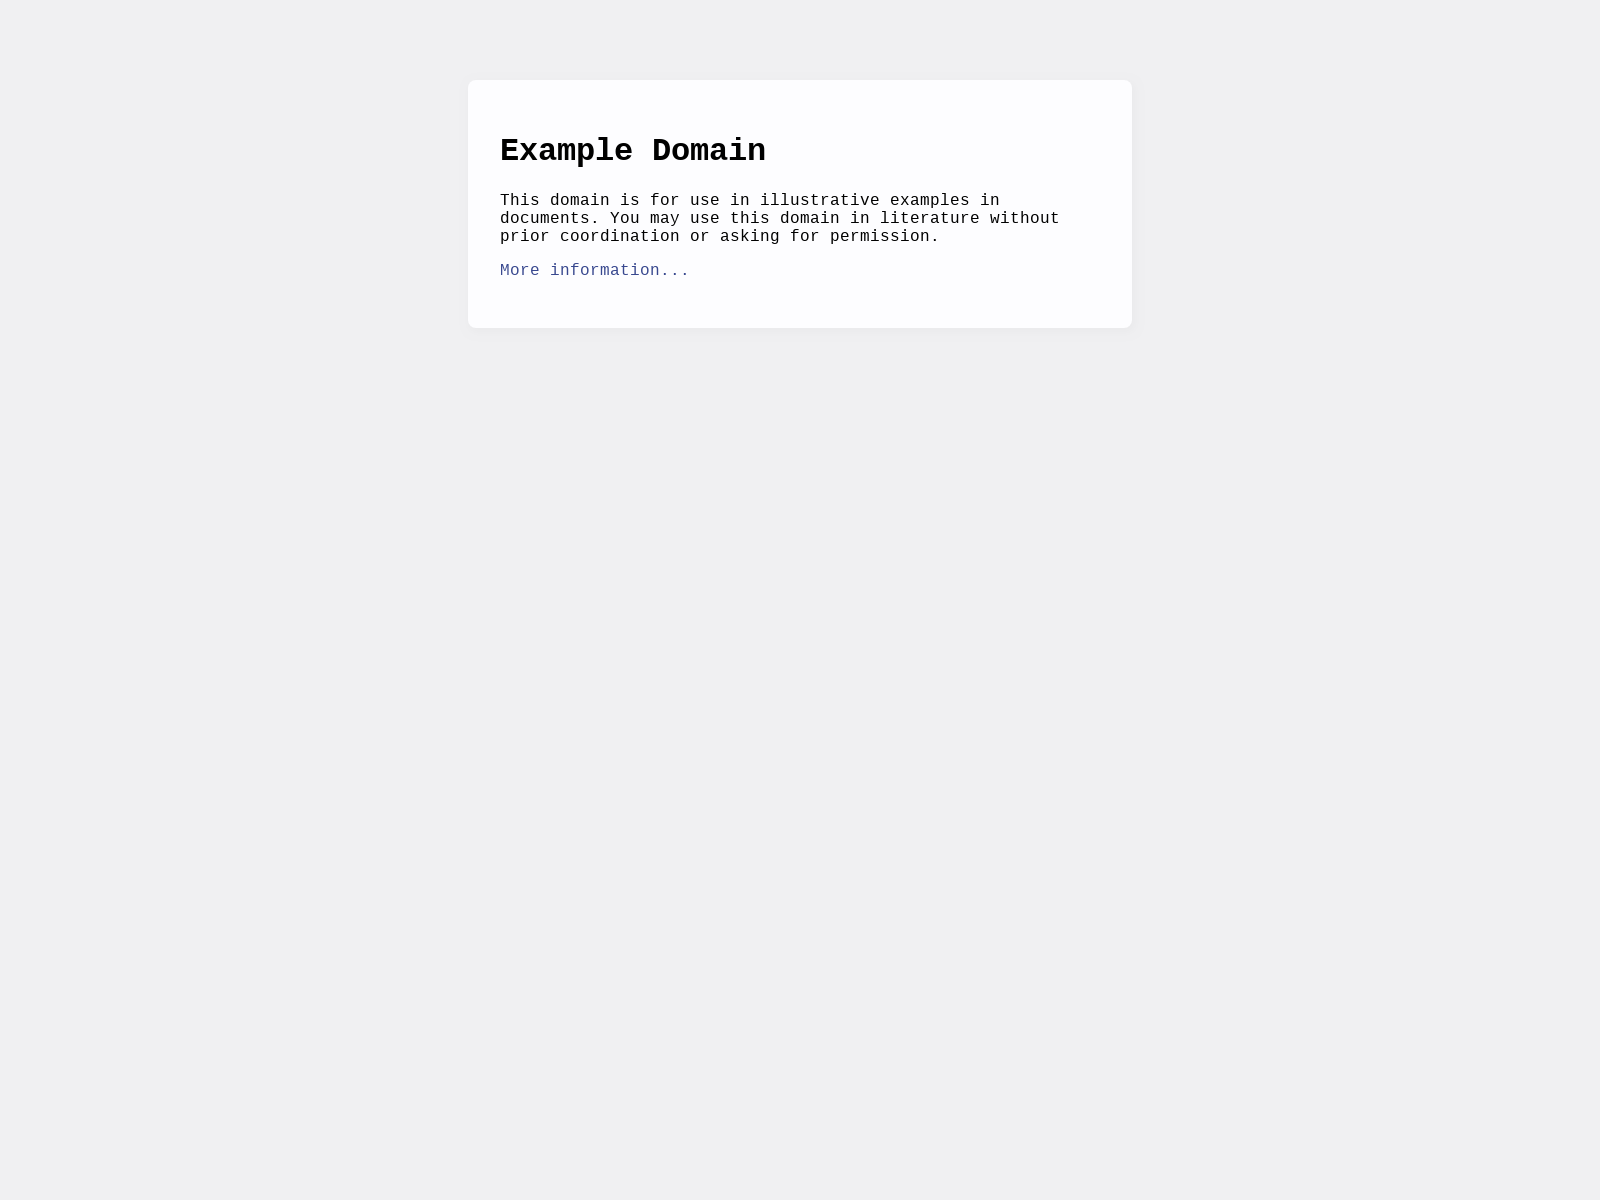 Example Domain
This domain is for use in illustrative examples in
documents. You may use this domain in literature without
prior coordination or asking for permission.
More information...